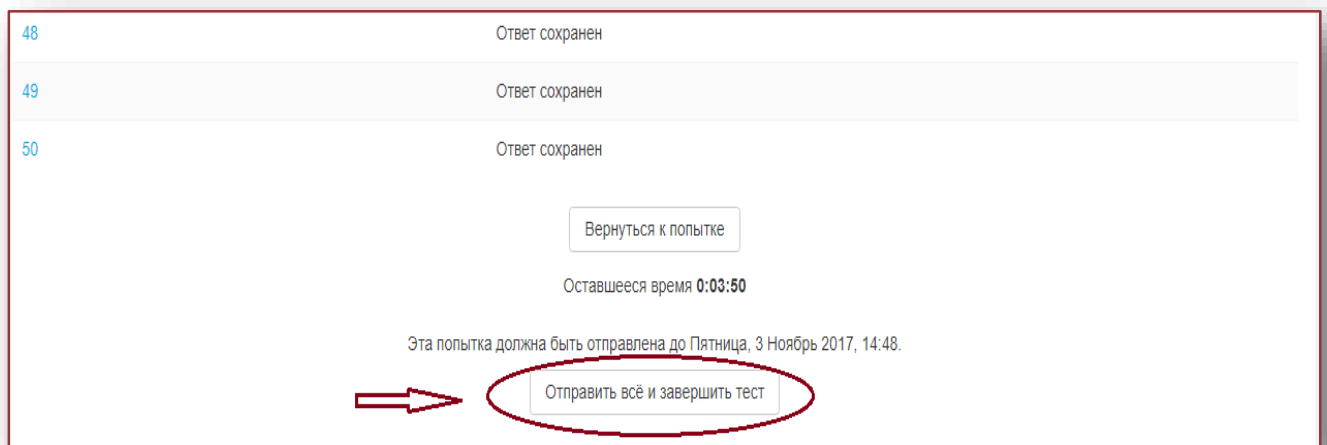 48 Ответ сохранен
49 Ответ сохранен
50 Ответ сохранен
Вернуться к попытке
Оставшееся время 0:03:50
Эта попытка должна быть отправлена до Пятница, 3 Ноябрь 2017, 14:48.
Отправить всё и завершить тест